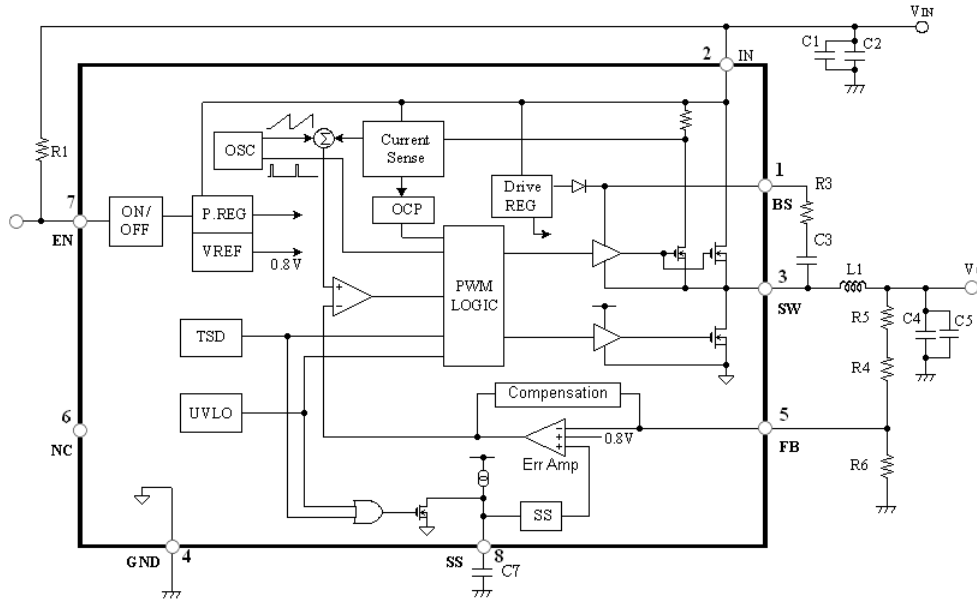 VIN
C1
C2
2
IN
R1
OSC
Σ
Current
Sense
1
BS
R3
Drive
REG
7
EN
ON/
OFF
P.REG
OCP
VREF
0.8V
C3
PWM
LOGIC
3
SW
L1
V
+
−
R5
C4
C5
TSD
R4
Compensation
6
NC
UVLO
−
+
+
0.8V
5
FB
Err Amp
R6
SS
GND
4
SS
8
C7